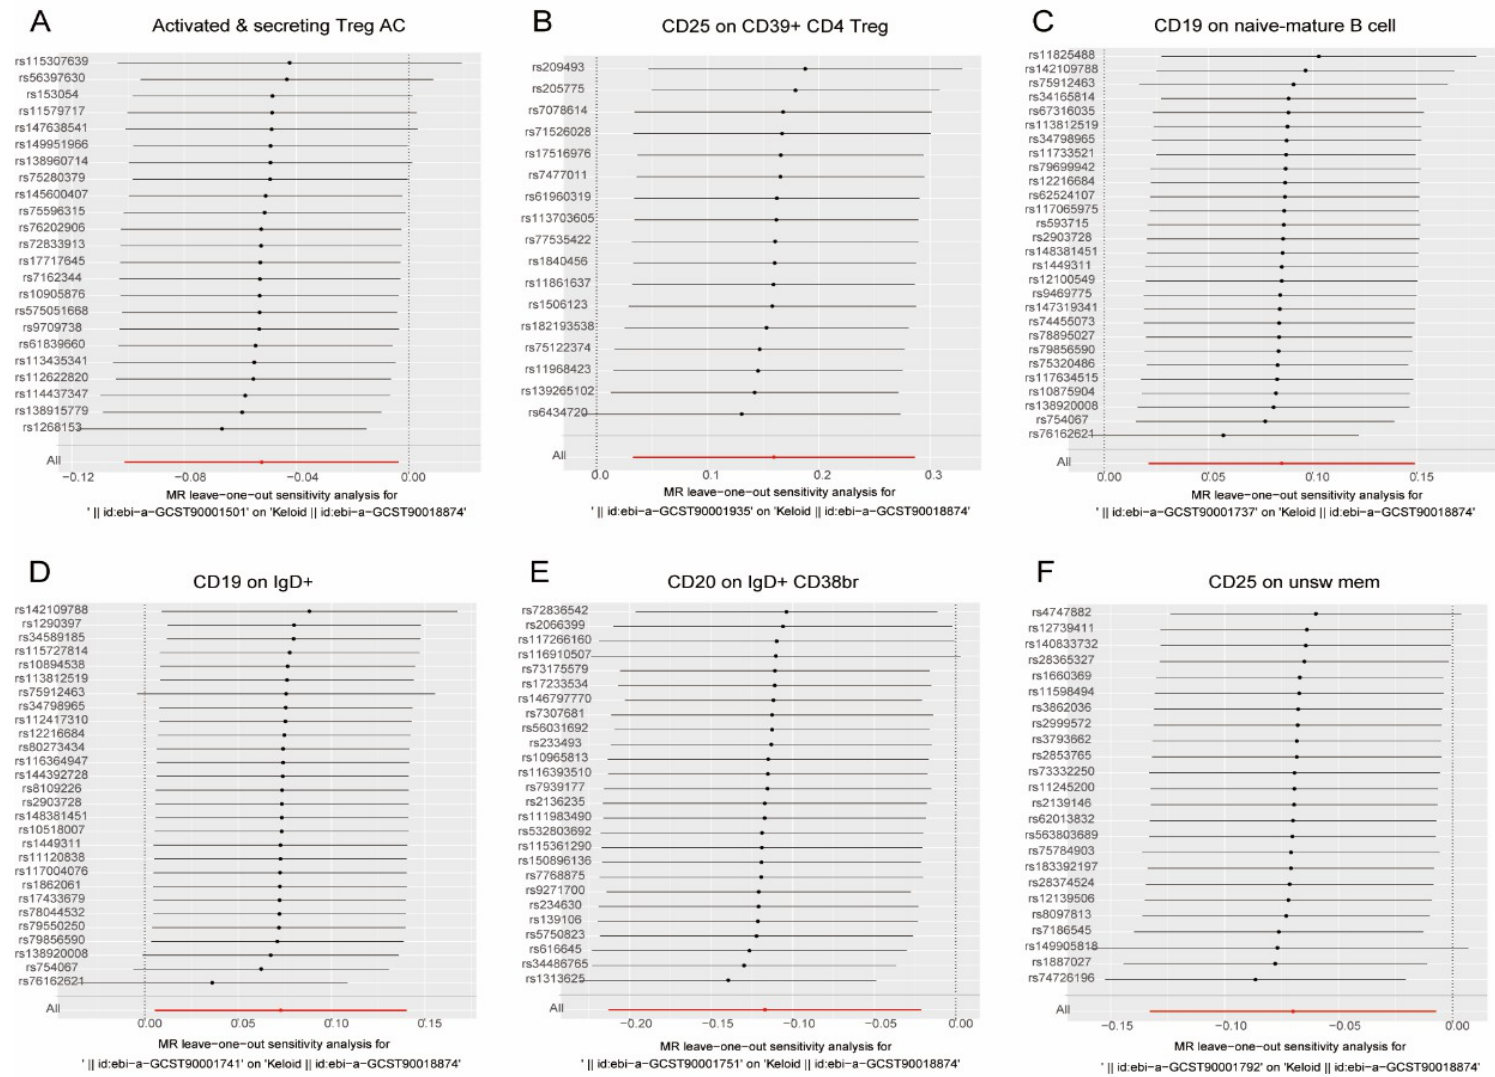 A
Activated & secreting Treg AC
rs115307639
rs56397630
rs153054
rs11579717
rs147638541
rs149951966
rs138960714
rs75280379
rs145600407
rs75596315
rs76202906
rs72833913
rs17717645
rs7162344
rs10905876
rs575051668
rs9709738
rs61839660
rs113435341
rs112622820
rs114437347
rs138915779
rs1268153
All
−0.12 −0.08 −0.04 0.00
MR leave−one−out sensitivity analysis for
' || id:ebi−a−GCST90001501' on 'Keloid || id:ebi−a−GCST90018874'
B
CD25 on CD39+ CD4 Treg
rs209493
rs205775
rs7078614
rs71526028
rs17516976
rs7477011
rs61960319
rs113703605
rs77535422
rs1840456
rs11861637
rs1506123
rs182193538
rs75122374
rs11968423
rs139265102
rs6434720
All
0.0 0.1 0.2 0.3
MR leave−one−out sensitivity analysis for
' || id:ebi−a−GCST90001935' on 'Keloid || id:ebi−a−GCST90018874'
C
CD19 on naive-mature B cell
rs11825488
rs142109788
rs75912463
rs34165814
rs67316035
rs113812519
rs34798965
rs11733521
rs79699942
rs12216684
rs62524107
rs117065975
rs593715
rs2903728
rs148381451
rs1449311
rs12100549
rs9469775
rs147319341
rs74455073
rs78895027
rs79856590
rs75320486
rs117634515
rs10875904
rs138920008
rs754067
rs76162621
All
0.00 0.05 0.10 0.15
MR leave−one−out sensitivity analysis for
' || id:ebi−a−GCST90001737' on 'Keloid || id:ebi−a−GCST90018874'
D
CD19 on IgD+
rs142109788
rs1290397
rs34589185
rs115727814
rs10894538
rs113812519
rs75912463
rs34798965
rs112417310
rs12216684
rs80273434
rs116364947
rs144392728
rs8109226
rs2903728
rs148381451
rs10518007
rs1449311
rs11120838
rs117004076
rs1862061
rs17433679
rs78044532
rs79550250
rs79856590
rs138920008
rs754067
rs76162621
All
0.00 0.05 0.10 0.15
MR leave−one−out sensitivity analysis for
' || id:ebi−a−GCST90001741' on 'Keloid || id:ebi−a−GCST90018874'
E
CD20 on IgD+ CD38br
rs72836542
rs2066399
rs117266160
rs116910507
rs73175579
rs17233534
rs146797770
rs7307681
rs56031692
rs233493
rs10965813
rs116393510
rs7939177
rs2136235
rs111983490
rs532803692
rs115361290
rs150896136
rs7768875
rs9271700
rs234630
rs139106
rs5750823
rs616645
rs34486765
rs1313625
All
−0.20 −0.15 −0.10 −0.05 0.00
MR leave−one−out sensitivity analysis for
' || id:ebi−a−GCST90001751' on 'Keloid || id:ebi−a−GCST90018874'
F
CD25 on unsw mem
rs4747882
rs12739411
rs140833732
rs28365327
rs1660369
rs11598494
rs3862036
rs2999572
rs3793662
rs2853765
rs73332250
rs11245200
rs2139146
rs62013832
rs563803689
rs75784903
rs183392197
rs28374524
rs12139506
rs8097813
rs7186545
rs149905818
rs1887027
rs74726196
All
−0.15 −0.10 −0.05 0.00
MR leave−one−out sensitivity analysis for
' || id:ebi−a−GCST90001792' on 'Keloid || id:ebi−a−GCST90018874'